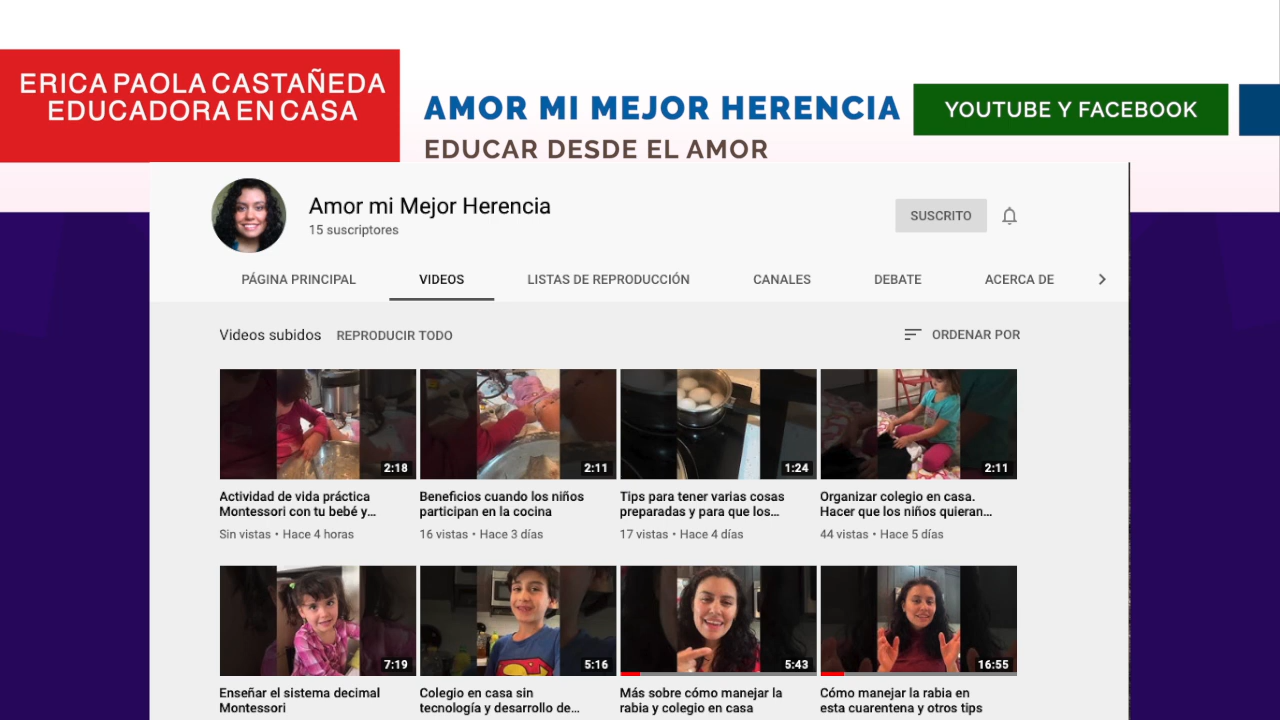 ERICA PAOLA CASTAÑEDA
EDUCADORA EN CASA
AMOR MI MEJOR HERENCIA
EDUCAR DESDE EL AMOR
YOUTUBE Y FACEBOOK
Amor mi Mejor Herencia
15 suscriptores
SUSCRITO
PÁGINA PRINCIPAL VIDEOS LISTAS DE REPRODUCCIÓN CANALES DEBATE ACERCA DE
Videos subidos REPRODUCIR TODO ORDENAR POR
2:18 2:11 1:24 2:11
Actividad de vida práctica
Montessori con tu bebé y...
Sin vistas • Hace 4 horas
Beneficios cuando los niños
participan en la cocina
16 vistas • Hace 3 días
Tips para tener varias cosas
preparadas y para que los...
17 vistas • Hace 4 días
Organizar colegio en casa.
Hacer que los niños quieran...
44 vistas • Hace 5 días
7:19 5:16 5:43 16:55
Enseñar el sistema decimal
Montessori
Colegio en casa sin
tecnología y desarrollo de...
Más sobre cómo manejar la
rabia y colegio en casa
Cómo manejar la rabia en
esta cuarentena y otros tips